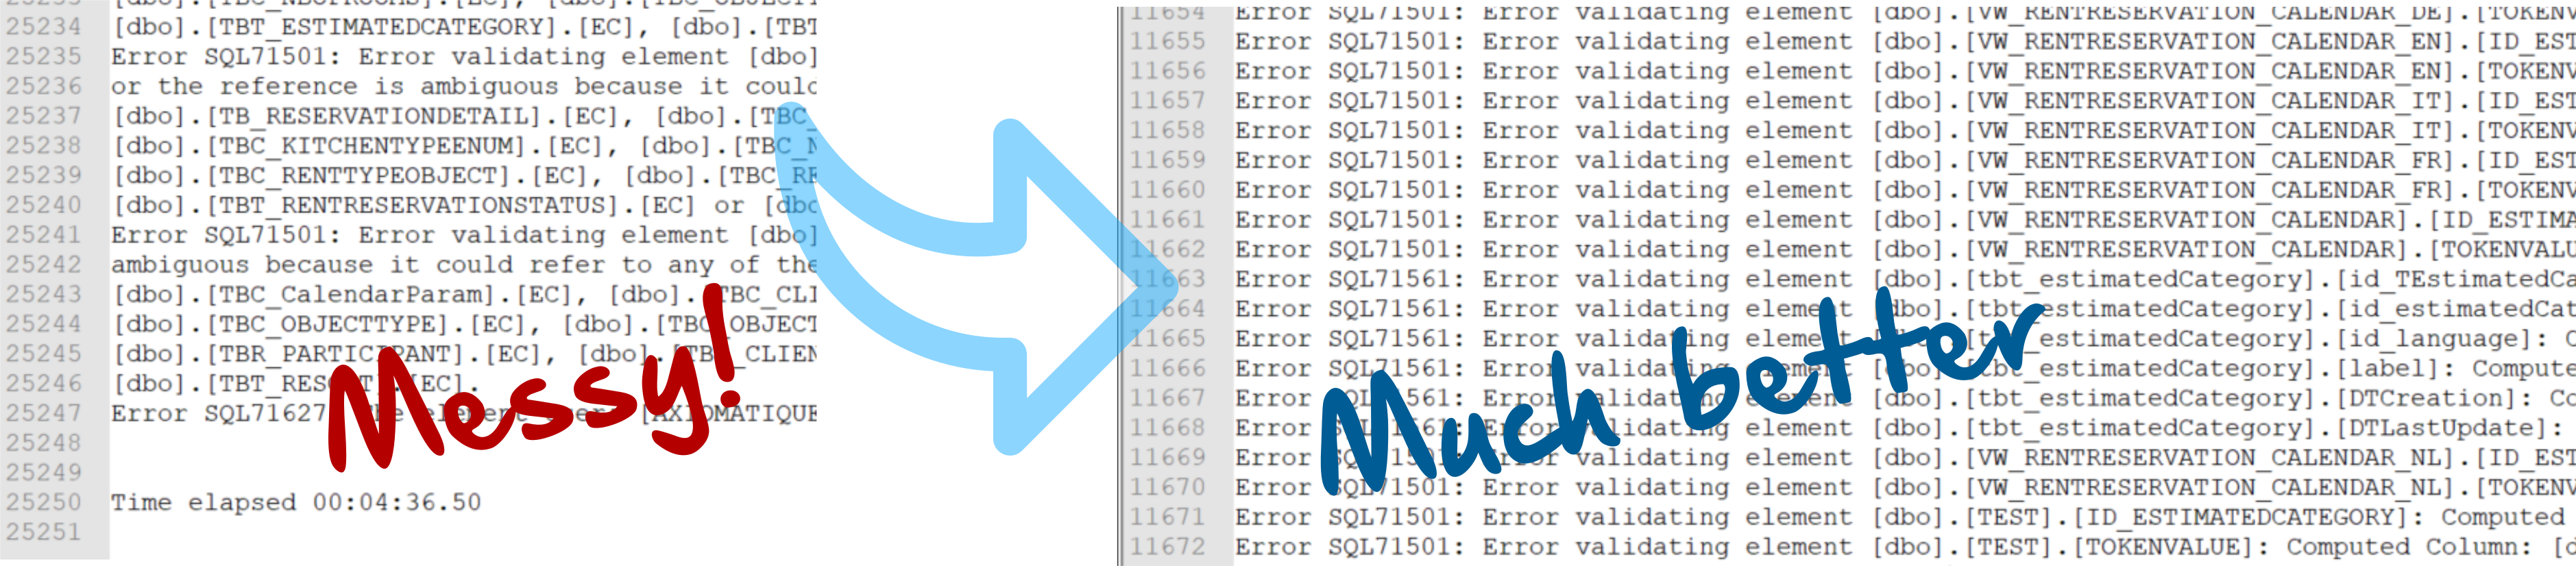 25234 [dbo].[TBT_ESTIMATEDCATEGORY].[EC], [dbo].[TBT
25235 Error SQL71501: Error validating element [dbo]
25236 or the reference is ambiguous because it could
25237 [dbo].[TB_RESERVATIONDETAIL].[EC], [dbo].[TBC_
25238 [dbo].[TBC_KITCHENTYPEENUM].[EC], [dbo].[TBC_N
25239 [dbo].[TBC_RENTTYPEOBJECT].[EC], [dbo].[TBC_RE
25240 [dbo].[TBT_RENTRESERVATIONSTATUS].[EC] or [dbo
25241 Error SQL71501: Error validating element [dbo]
25242 ambiguous because it could refer to any of the
25243 [dbo].[TBC_CalendarParam].[EC], [dbo].[TBC_CLI
25244 [dbo].[TBC_OBJECTTYPE].[EC], [dbo].[TBC_OBJECT
25245 [dbo].[TBR_PARTICIPANT].[EC], [dbo]. CLIEN
25246 [dbo].[TBT_RESORT].[EC].
25247 Error SQL71627: The element [AXIOMATIQUE
25248
25249
25250 Time elapsed 00:04:36.50
25251
Messy!
11654 Error SQL71501: Error validating element [dbo].[VW_RENTRESERVATION_CALENDAR_DE].[TOKENV
11655 Error SQL71501: Error validating element [dbo].[VW_RENTRESERVATION_CALENDAR_EN].[ID_EST
11656 Error SQL71501: Error validating element [dbo].[VW_RENTRESERVATION_CALENDAR_EN].[TOKENV
11657 Error SQL71501: Error validating element [dbo].[VW_RENTRESERVATION_CALENDAR_IT].[ID_EST
11658 Error SQL71501: Error validating element [dbo].[VW_RENTRESERVATION_CALENDAR_IT].[TOKENV
11659 Error SQL71501: Error validating element [dbo].[VW_RENTRESERVATION_CALENDAR_FR].[ID_EST
11660 Error SQL71501: Error validating element [dbo].[VW_RENTRESERVATION_CALENDAR_FR].[TOKENV
11661 Error SQL71501: Error validating element [dbo].[VW_RENTRESERVATION_CALENDAR].[ID_ESTIMA
11662 Error SQL71501: Error validating element [dbo].[VW_RENTRESERVATION_CALENDAR].[TOKENVALU
11663 Error SQL71561: Error validating element [dbo].[tbt_estimatedCategory].[id_TEstimatedCa
11664 Error SQL71561: Error validating element [dbo].[tbt_estimatedCategory].[id_estimatedCat
11665 Error SQL71561: Error validating element [dbo].[tbt_estimatedCategory].[id_language]: C
11666 Error SQL71561: Error validating element [dbo].[tbt_estimatedCategory].[label]: Compute
11667 Error SQL71561: Error validating element [dbo].[tbt_estimatedCategory].[DTCreation]: Co
11668 Error SQL71561: Error validating element [dbo].[tbt_estimatedCategory].[DTLastUpdate]:
11669 Error SQL71501: Error validating element [dbo].[VW_RENTRESERVATION_CALENDAR_NL].[ID_EST
11670 Error SQL71501: Error validating element [dbo].[VW_RENTRESERVATION_CALENDAR_NL].[TOKENV
11671 Error SQL71501: Error validating element [dbo].[TEST].[ID_ESTIMATEDCATEGORY]: Computed
11672 Error SQL71501: Error validating element [dbo].[TEST].[TOKENVALUE]: Computed Column: [d
Much better